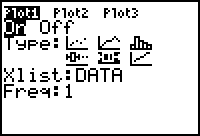 Plot1 Plot2 Plot3
On Off
Type:
Xlist:DATA
Freq:1